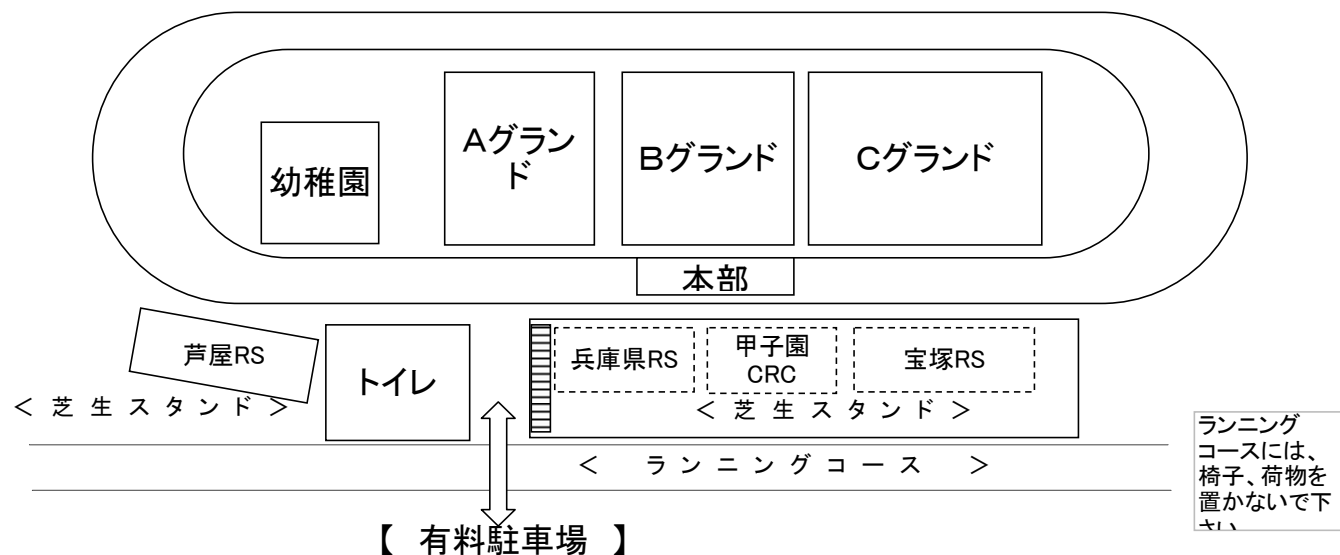 幼稚園
Aグラン
ド
Bグランド
Cグランド
本部
芦屋RS
トイレ
兵庫県RS
甲子園
CRC
宝塚RS
＜ 芝 生 ス タ ン ド ＞
＜ 芝 生 ス タ ン ド ＞
＜ ラ ン ニ ン グ コ ー ス ＞
【 有料駐車場 】
ランニング
コースには、
椅子、荷物を
置かないで下
さい